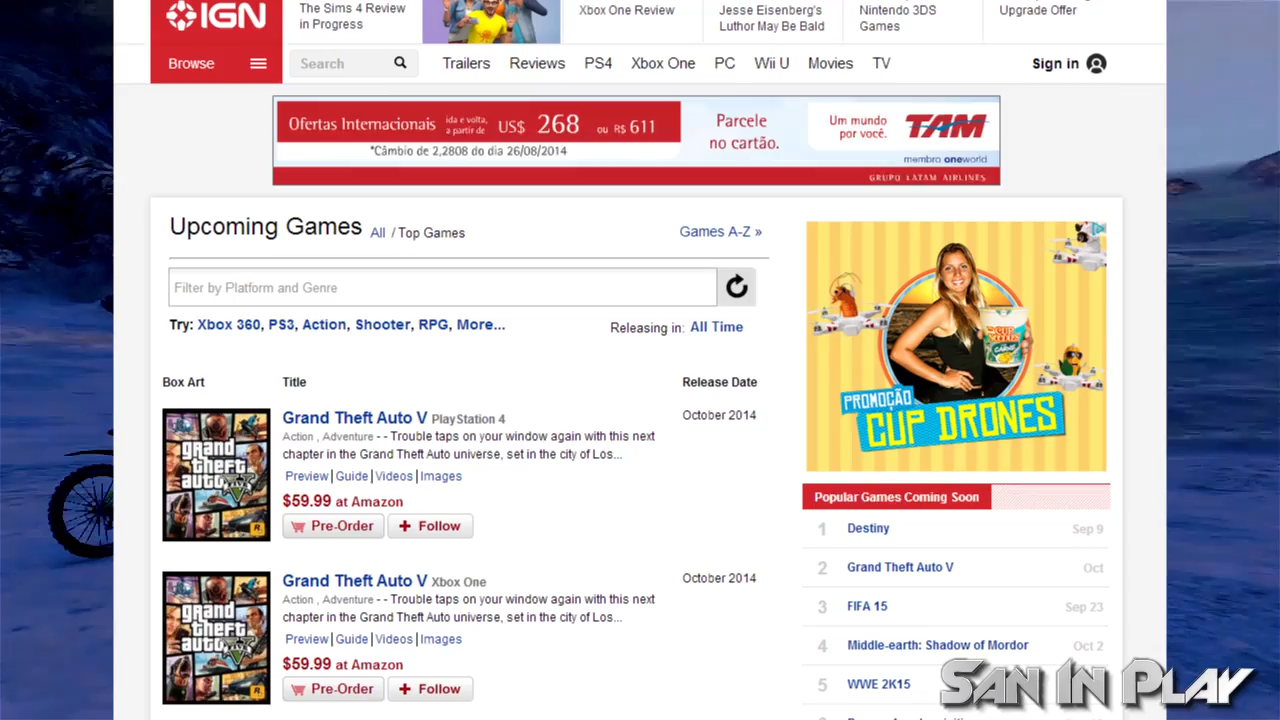 IGN
The Sims 4 Review
in Progress
Xbox One Review
Jesse Eisenberg's
Luthor May Be Bald
Nintendo 3DS
Games
Upgrade Offer
Browse
Search
Trailers
Reviews
PS4
Xbox One
PC
Wii U
Movies
TV
Sign in
Ofertas Internacionais ida e volta, a partir de US$ 268 ou R$ 611
*Câmbio de 2,2808 do dia 26/08/2014
Parcele
no cartão.
Um mundo
por você.
TAM
membro oneworld
GRUPO LATAM AIRLINES
Upcoming Games All / Top Games
Games A-Z »
Filter by Platform and Genre
Try: Xbox 360, PS3, Action, Shooter, RPG, More...
Releasing in: All Time
Box Art Title Release Date
grand
theft
auto
V
Grand Theft Auto V PlayStation 4
October 2014
Action , Adventure - - Trouble taps on your window again with this next
chapter in the Grand Theft Auto universe, set in the city of Los...
Preview | Guide | Videos | Images
$59.99 at Amazon
Pre-Order
+ Follow
grand
theft
auto
V
Grand Theft Auto V Xbox One
October 2014
Action , Adventure - - Trouble taps on your window again with this next
chapter in the Grand Theft Auto universe, set in the city of Los...
Preview | Guide | Videos | Images
$59.99 at Amazon
Pre-Order
+ Follow
PROMOÇÃO
CUP DRONES
Popular Games Coming Soon
1 Destiny Sep 9
2 Grand Theft Auto V Oct
3 FIFA 15 Sep 23
4 Middle-earth: Shadow of Mordor Oct 2
5 WWE 2K15
San In Play